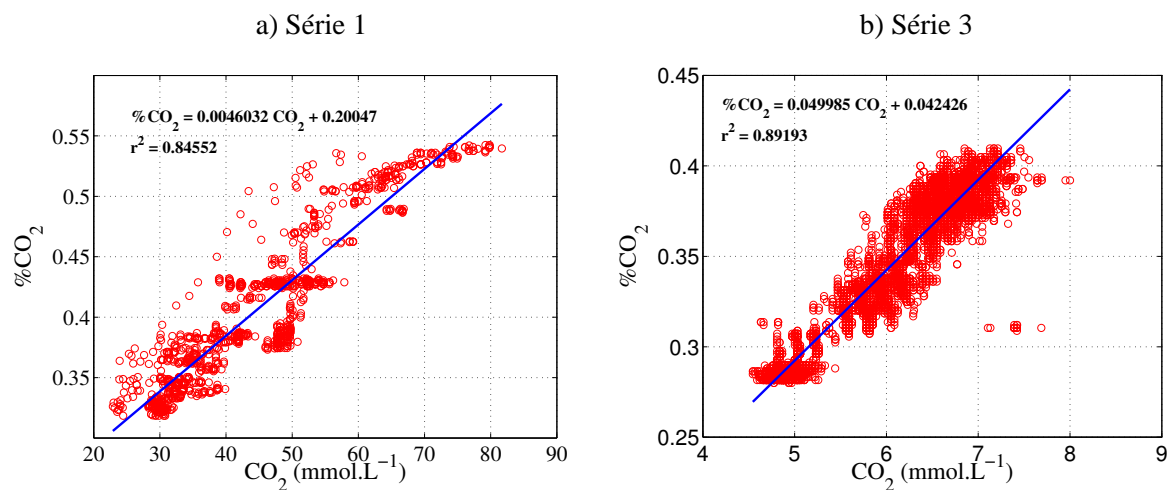 a) Série 1
%CO2 = 0.0046032 CO2 + 0.20047
r2 = 0.84552
%CO2
0.55
0.5
0.45
0.4
0.35
20 30 40 50 60 70 80 90
CO2 (mmol.L−1)
b) Série 3
%CO2 = 0.049985 CO2 + 0.042426
r2 = 0.89193
%CO2
0.45
0.4
0.35
0.3
0.25
4 5 6 7 8 9
CO2 (mmol.L−1)